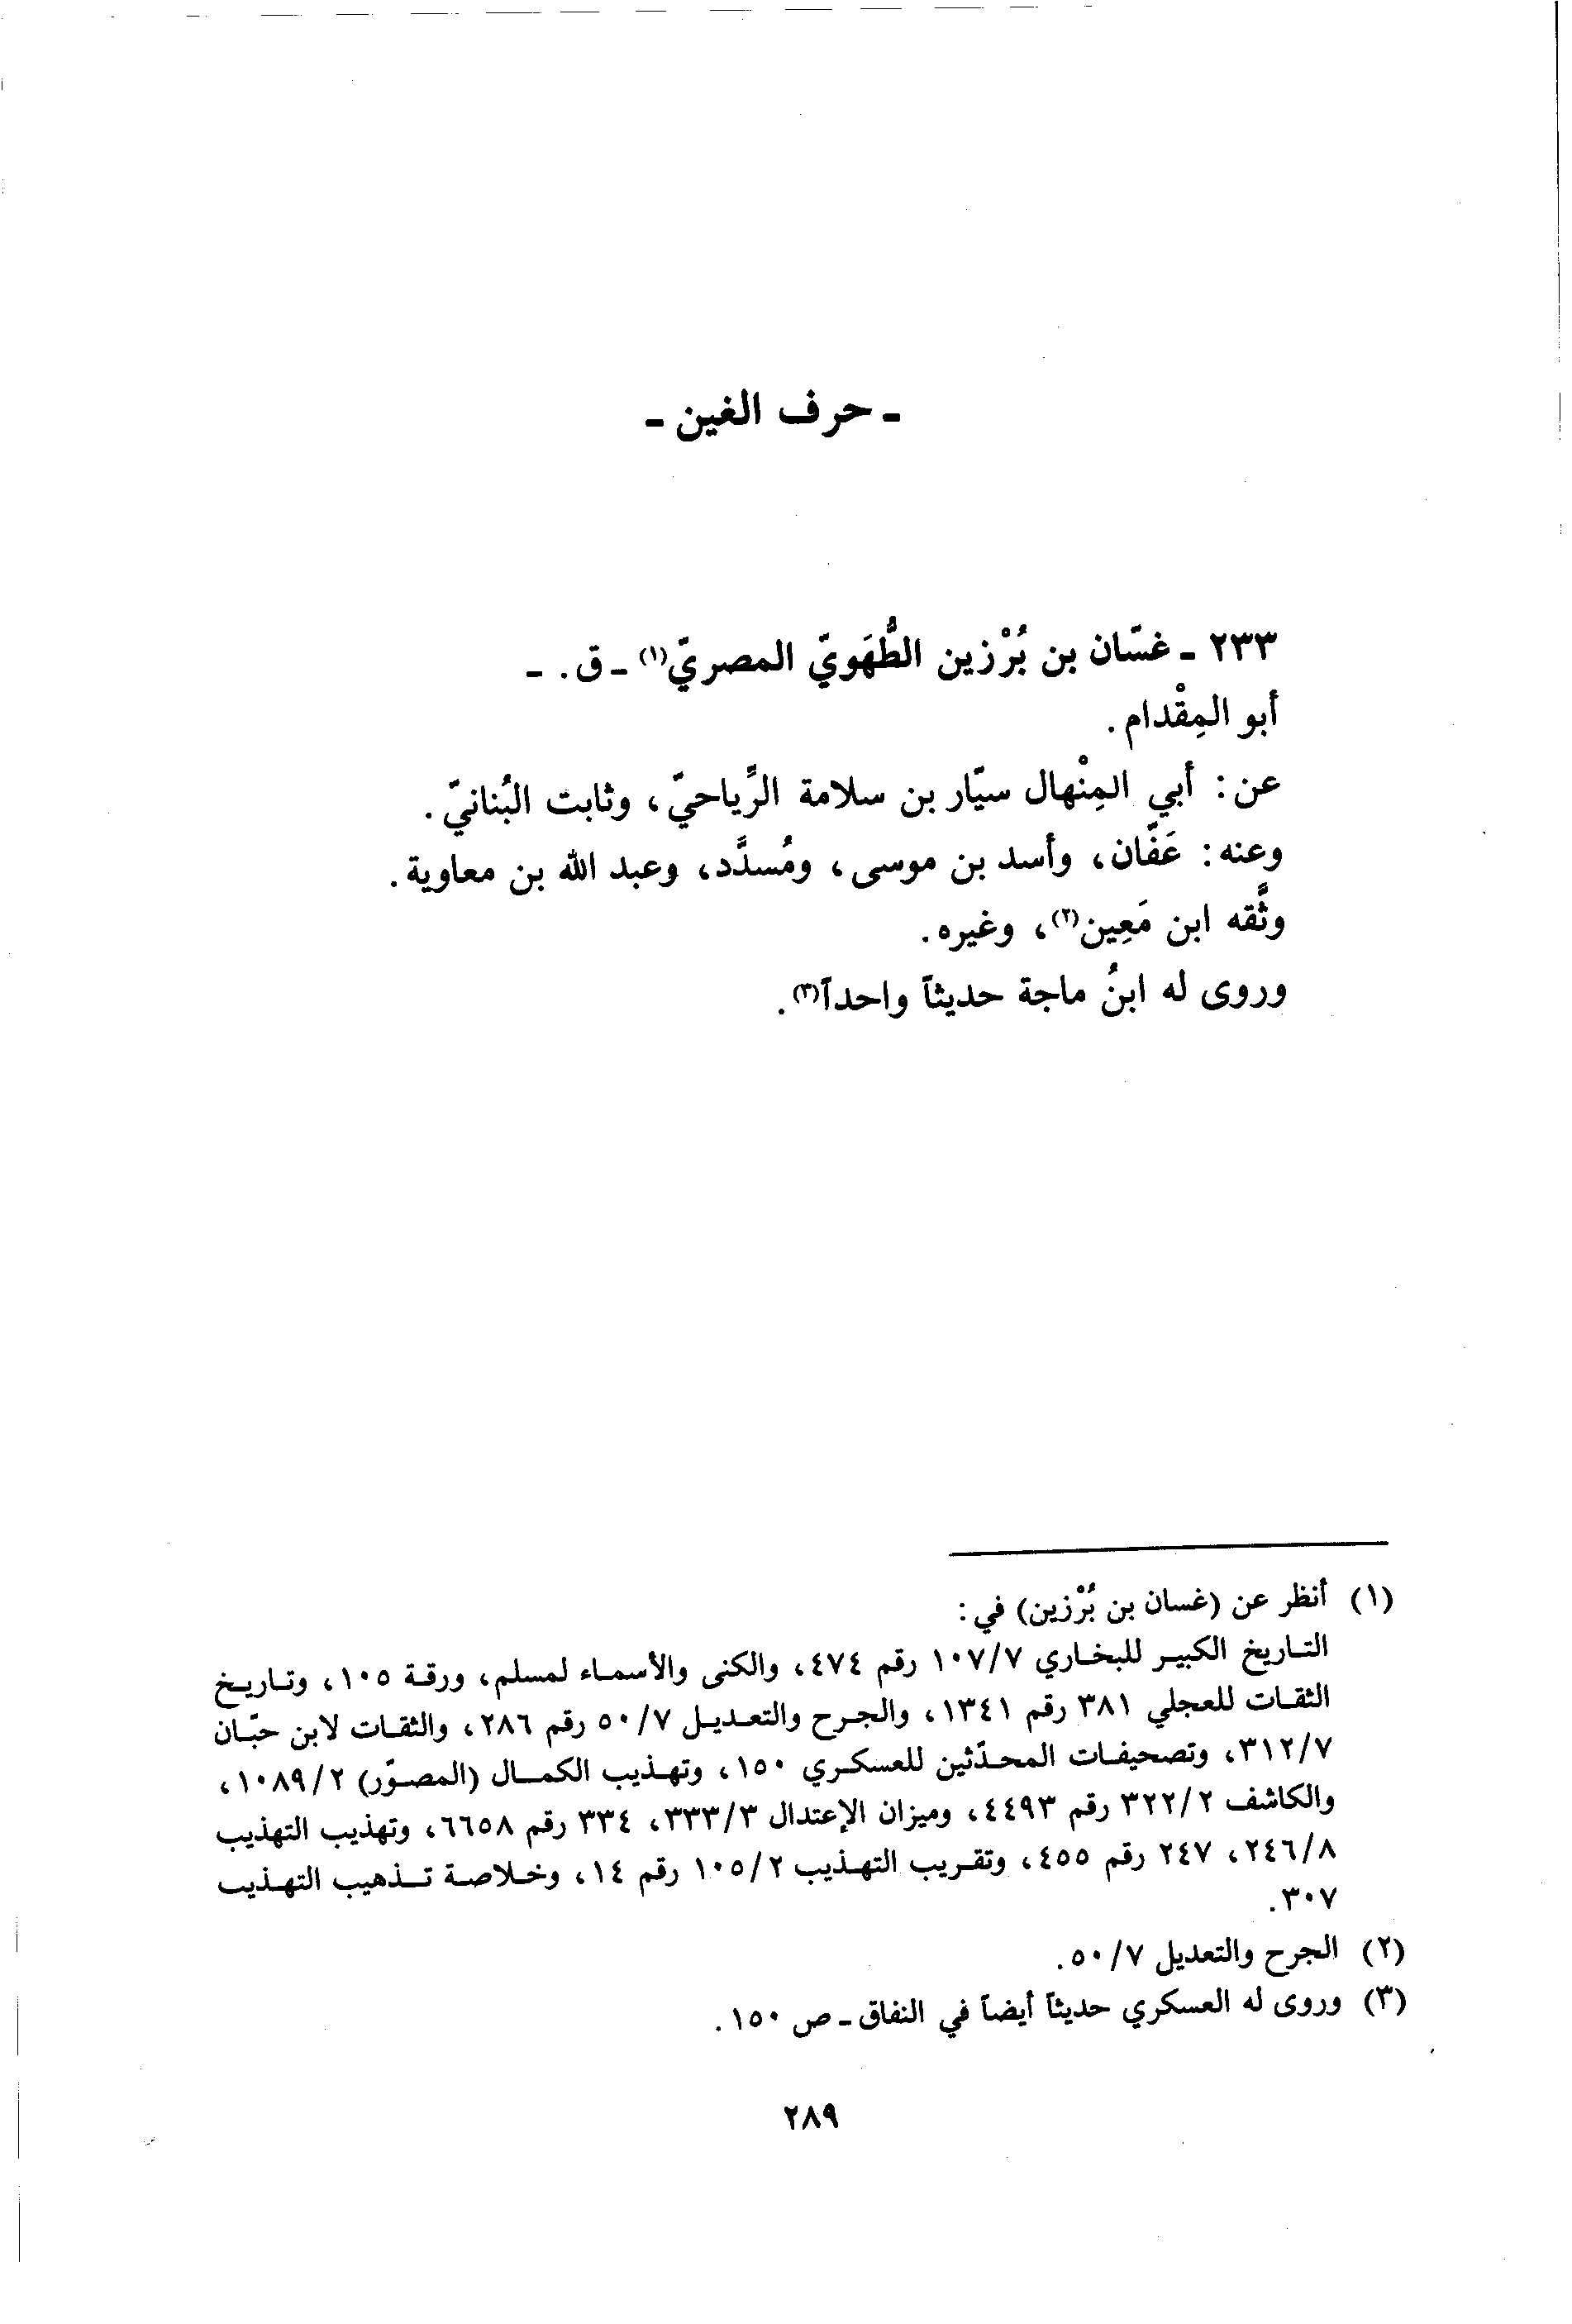 - حرف الغين -
٢٣٣ - غسّان بن بُرْزين الطُّهَويّ المصريّ(١) - ق. -
أبو المِقْدام.
عن: أبي المِنْهال سيّار بن سلامة الرِّياحيّ، وثابت البُنانيّ.
وعنه: عَفّان، وأسد بن موسى، ومُسدَّد، وعبد الله بن معاوية.
وثَّقه ابن مَعِين(٢)، وغيره.
وروى له ابنُ ماجة حديثاً واحداً(٣).
(١) أنظر عن (غسان بن بُرْزين) في:
التاريخ الكبير للبخاري ١٠٧/٧ رقم ٤٧٤، والكنى والأسماء لمسلم، ورقة ١٠٥، وتاريخ
الثقات للعجلي ٣٨١ رقم ١٣٤١، والجرح والتعديل ٥٠/٧ رقم ٢٨٦، والثقات لابن حبّان
٣١٢/٧، وتصحيفات المحدّثين للعسكري ١٥٠، وتهذيب الكمال (المصوّر) ١٠٨٩/٢،
والكاشف ٣٢٢/٢ رقم ٤٤٩٣، وميزان الإعتدال ٣٣٣/٣، ٣٣٤ رقم ٦٦٥٨، وتهذيب التهذيب
٢٤٦/٨، ٢٤٧ رقم ٤٥٥، وتقريب التهذيب ١٠٥/٢ رقم ١٤، وخلاصة تذهيب التهذيب
٣٠٧.
(٢) الجرح والتعديل ٥٠/٧.
(٣) وروى له العسكري حديثاً أيضاً في النفاق - ص ١٥٠.
٢٨٩